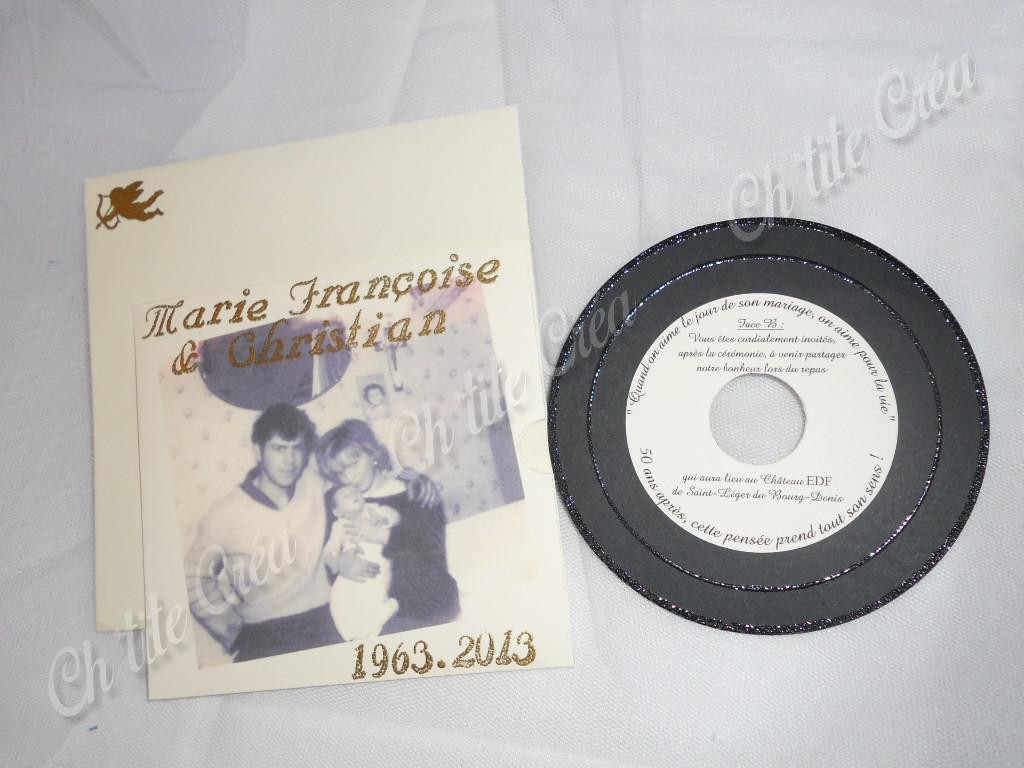 Marie Françoise
& Christian
1963.2013
" Quand on aime le jour de son mariage, on aime pour la vie "
Face B :
Vous êtes cordialement invités,
après la cérémonie, à venir partager
notre bonheur lors du repas
qui aura lieu au Château EDF
de Saint-Léger du Bourg-Denis
50 ans après, cette pensée prend tout son sens !
Ch'tite Créa
Ch'tite Créa
Ch'tite Créa